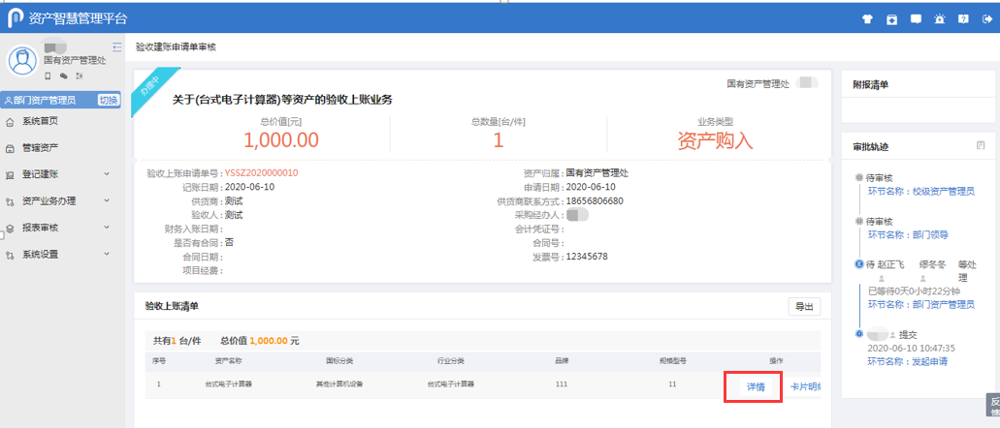 资产智慧管理平台
国有资产管理处
部门资产管理员 切换
系统首页
管辖资产
登记建账
资产业务办理
报表审核
系统设置
验收建账申请单审核
办理中
国有资产管理处
关于(台式电子计算器)等资产的验收上账业务
总价值[元] 总数量[台/件] 业务类型
1,000.00 1 资产购入
验收上账申请单号: YSSZ2020000010 资产归属: 国有资产管理处
记账日期: 2020-06-10 申请日期: 2020-06-10
供货商: 测试 供货商联系方式: 18656806680
验收人: 测试 采购经办人:
财务入账日期: 会计凭证号:
是否有合同: 否 合同号:
合同日期: 发票号: 12345678
项目经费:
验收上账清单 导出
共有1 台/件 总价值 1,000.00 元
序号 资产名称 国标分类 行业分类 品牌 规格型号 操作
1 台式电子计算器 其他计算机设备 台式电子计算器 111 11 详情 卡片明细
附报清单
审批轨迹
待审核
环节名称：校级资产管理员
待审核
环节名称：部门领导
待 赵正飞 缪冬冬 等处理
已等待0天0小时22分钟
环节名称：部门资产管理员
提交
2020-06-10 10:47:35
环节名称：发起申请
反